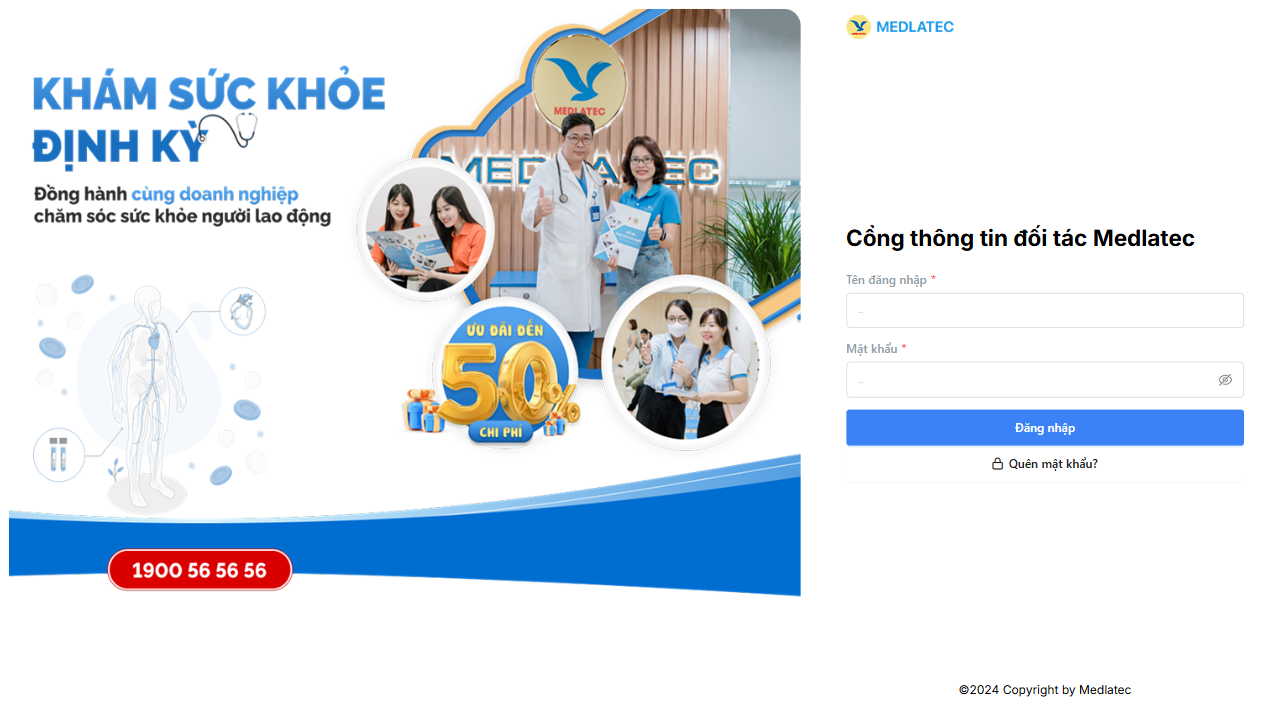 KHÁM SỨC KHỎE
ĐỊNH KỲ
Đồng hành cùng doanh nghiệp
chăm sóc sức khỏe người lao động
MEDLATEC
ƯU ĐÃI ĐẾN
50%
CHI PHÍ
1900 56 56 56
MEDLATEC
Cổng thông tin đối tác Medlatec
Tên đăng nhập *
-
Mật khẩu *
-
Đăng nhập
Quên mật khẩu?
©2024 Copyright by Medlatec